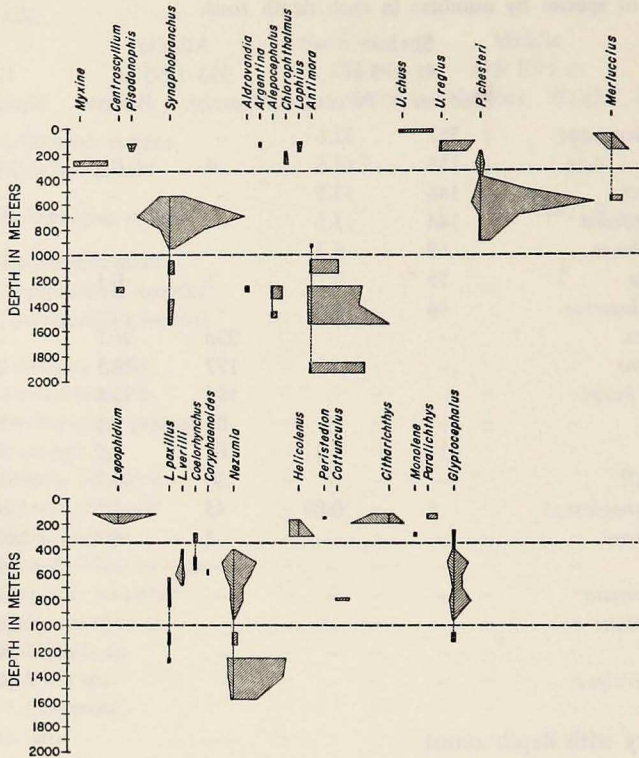 Myxine
Centroscyllium
Pisodonophis
Synaphobranchus
Aldrovandia
Argentina
Alepocephalus
Chlorophthalmus
Lophius
Antimora
U. chuss
U. regius
P. chesteri
Merluccius
DEPTH IN METERS
0
200
400
600
800
1000
1200
1400
1600
1800
2000
Lepophidium
L. paxillus
L. verilli
Coelorhynchus
Coryphaenoides
Nezumia
Helicolenus
Peristedion
Cottunculus
Citharichthys
Monolene
Paralichthys
Glyptocephalus
DEPTH IN METERS
0
200
400
600
800
1000
1200
1400
1600
1800
2000